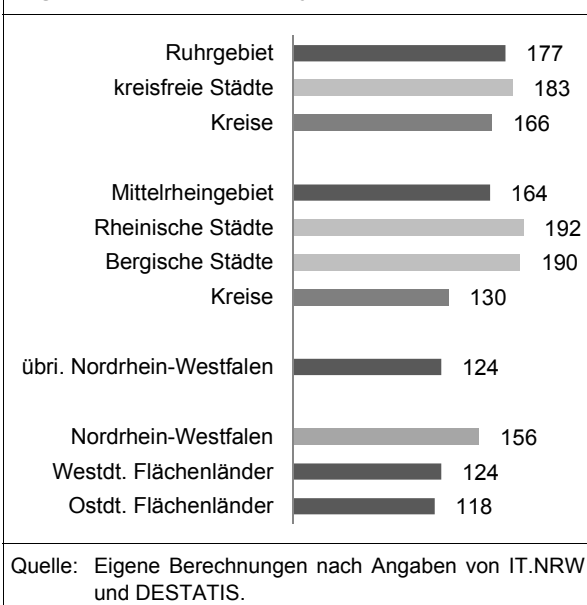 Ruhrgebiet 177
kreisfreie Städte 183
Kreise 166
Mittelrheingebiet 164
Rheinische Städte 192
Bergische Städte 190
Kreise 130
übri. Nordrhein-Westfalen 124
Nordrhein-Westfalen 156
Westdt. Flächenländer 124
Ostdt. Flächenländer 118
Quelle: Eigene Berechnungen nach Angaben von IT.NRW
und DESTATIS.